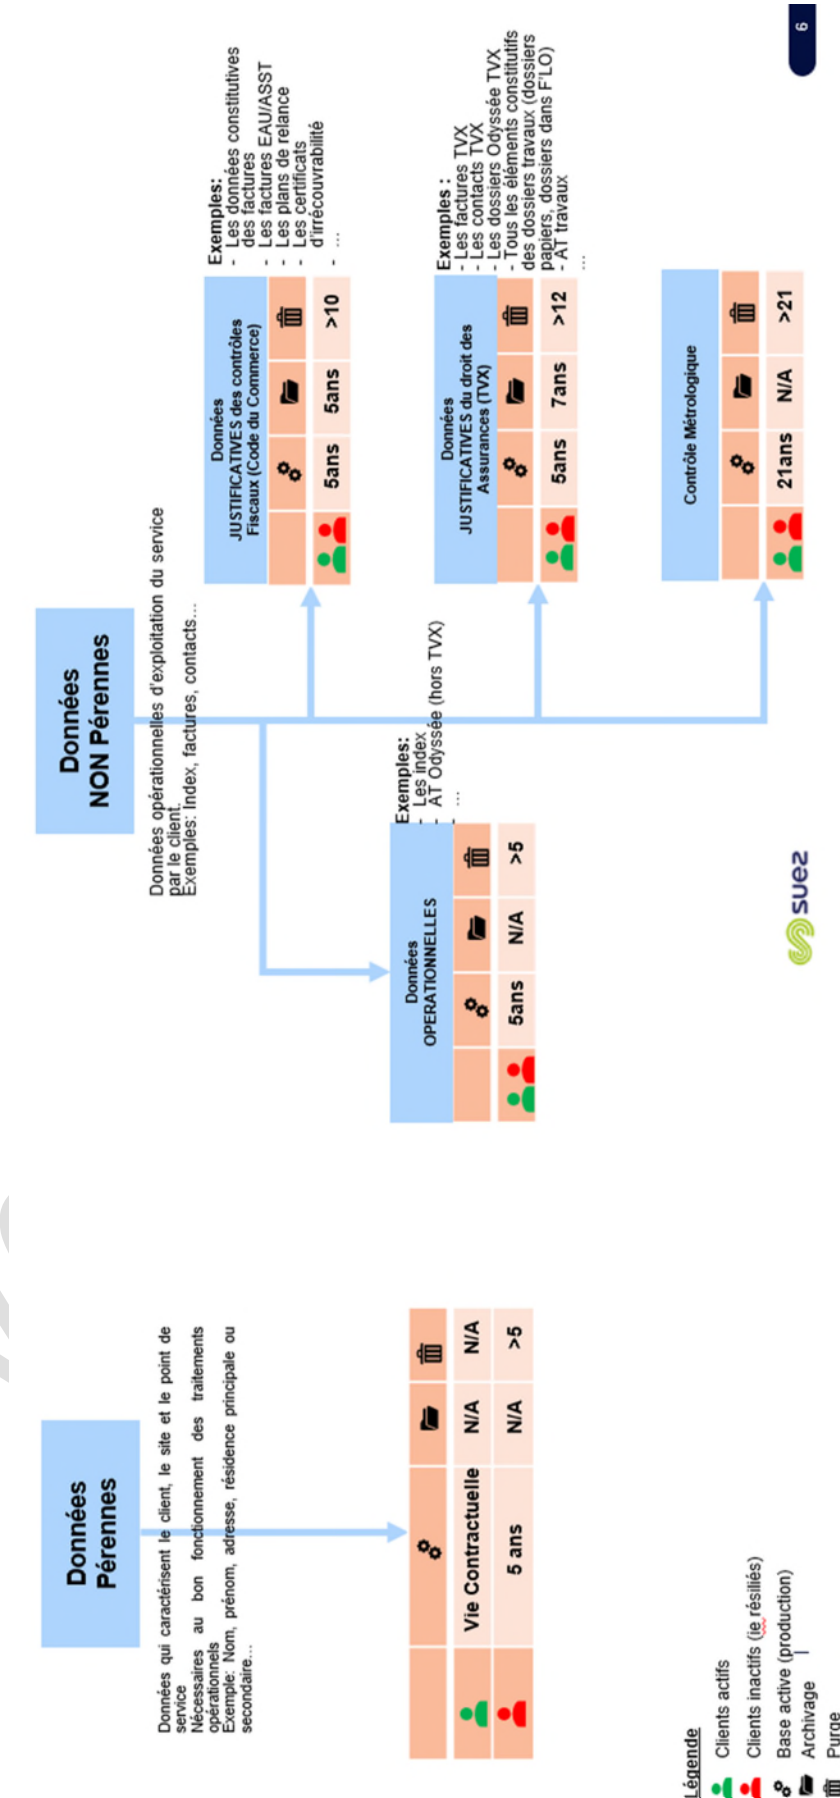 Données
Pérennes
Données qui caractérisent le client, le site et le point de
service
Nécessaires au bon fonctionnement des traitements
opérationnels
Exemple: Nom, prénom, adresse, résidence principale ou
secondaire…
Vie Contractuelle
N/A
N/A
5 ans
N/A
>5
Légende
Clients actifs
Clients inactifs (ie résiliés)
Base active (production)
Archivage
Purge
Données
NON Pérennes
Données opérationnelles d'exploitation du service
par le client.
Exemples: Index, factures, contacts…
Données
OPERATIONNELLES
5ans
N/A
>5
Exemples:
- Les index
- AT Odyssée (hors TVX)
- …
Données
JUSTIFICATIVES des contrôles
Fiscaux (Code du Commerce)
5ans
5ans
>10
Exemples:
- Les données constitutives
des factures
- Les factures EAU/ASST
- Les plans de relance
- Les certificats
d'irrécouvrabilité
- …
Données
JUSTIFICATIVES du droit des
Assurances (TVX)
5ans
7ans
>12
Exemples :
- Les factures TVX
- Les contacts TVX
- Les dossiers Odyssée TVX
- Tous les éléments constitutifs
des dossiers travaux (dossiers
papiers, dossiers dans F'LO)
- AT travaux
…
Contrôle Métrologique
21ans
N/A
>21
suez
6